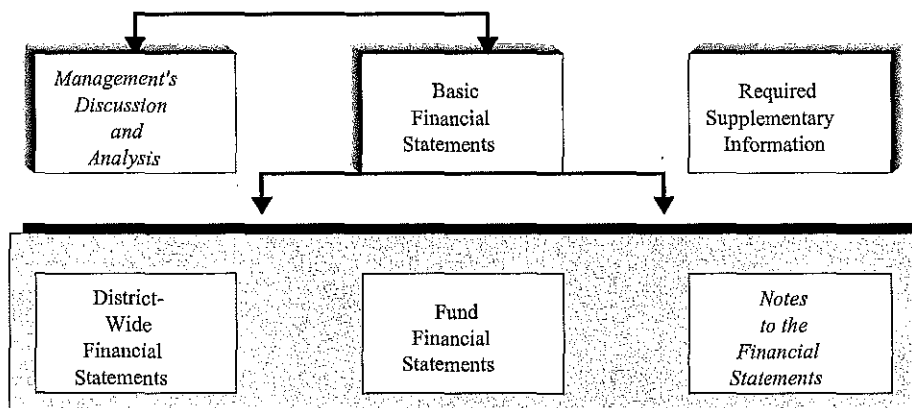 Management's
Discussion
and
Analysis
Basic
Financial
Statements
Required
Supplementary
Information
District-
Wide
Financial
Statements
Fund
Financial
Statements
Notes
to the
Financial
Statements